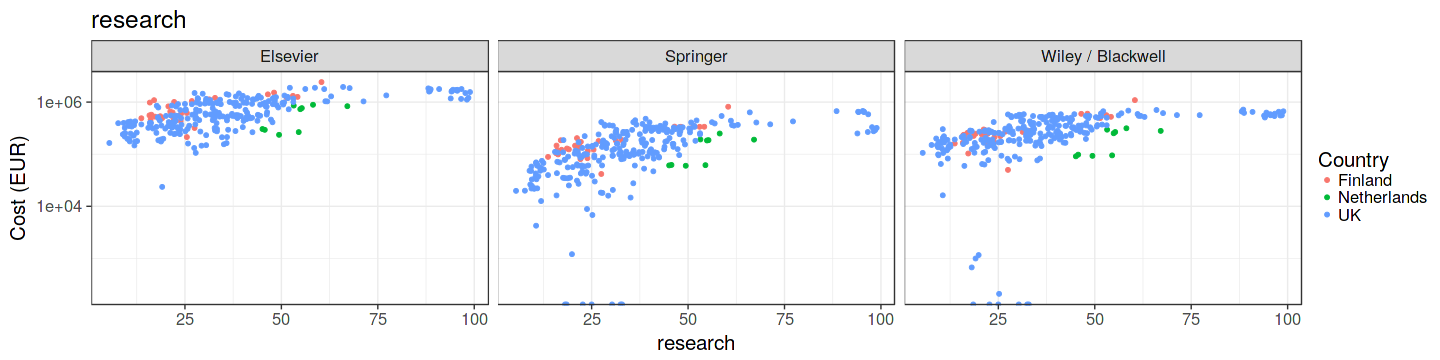 research
Elsevier
Springer
Wiley / Blackwell
Cost (EUR)
1e+06
1e+04
25 50 75 100
25 50 75 100
25 50 75 100
research
Country
Finland
Netherlands
UK